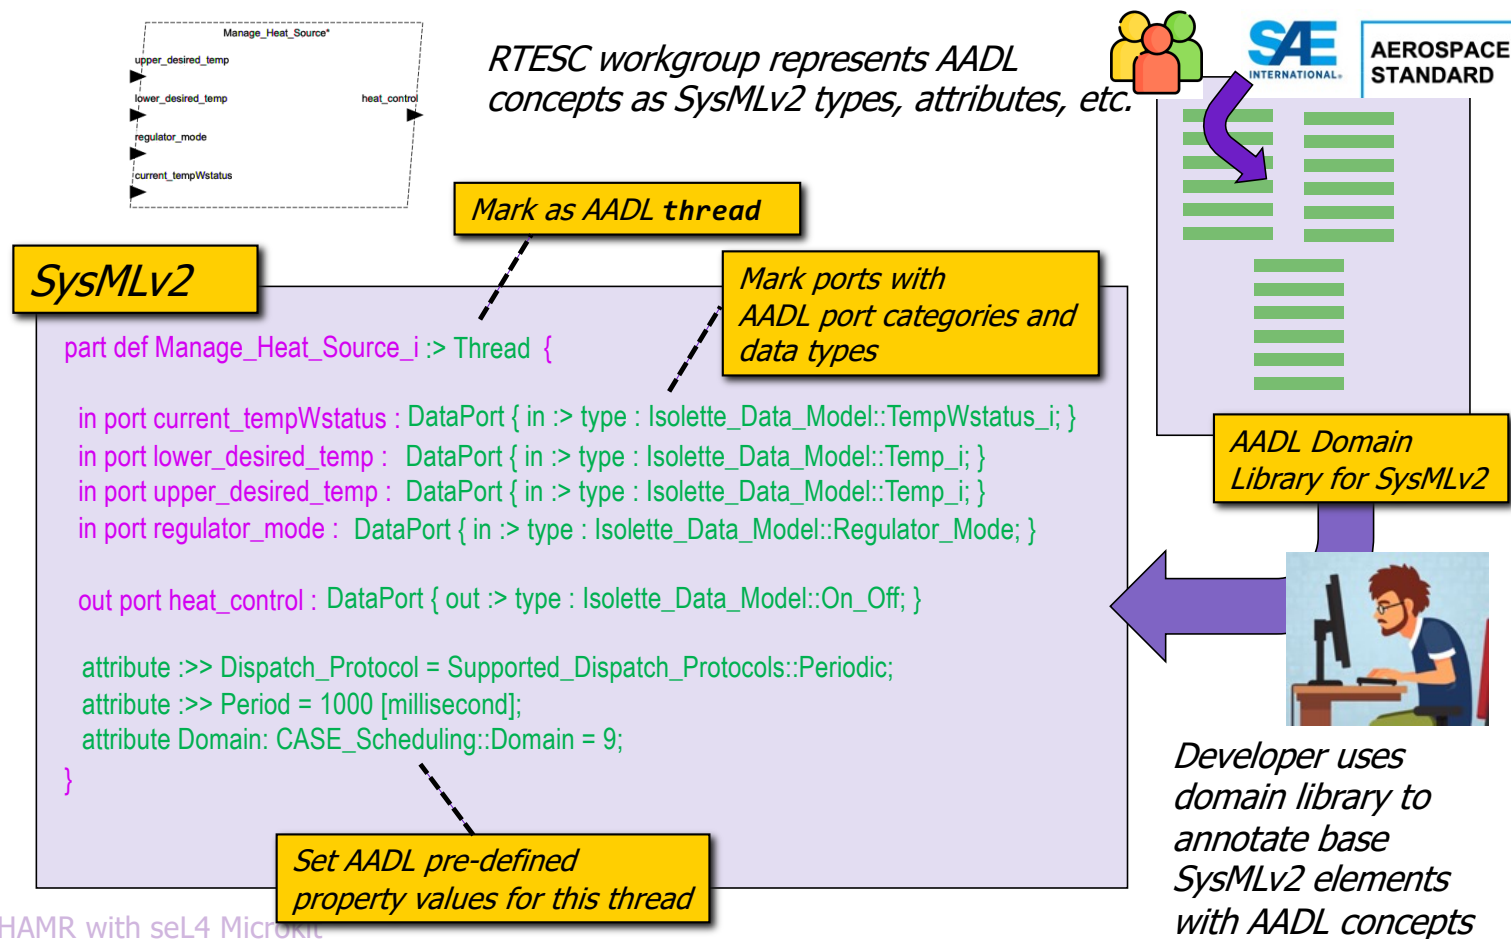 Manage_Heat_Source*
upper_desired_temp
lower_desired_temp
heat_control
regulator_mode
current_tempWstatus
RTESC workgroup represents AADL
concepts as SysMLv2 types, attributes, etc.
SAE
INTERNATIONAL.
AEROSPACE
STANDARD
Mark as AADL thread
SysMLv2
Mark ports with
AADL port categories and
data types
part def Manage_Heat_Source_i :> Thread {
in port current_tempWstatus : DataPort { in :> type : Isolette_Data_Model::TempWstatus_i; }
in port lower_desired_temp : DataPort { in :> type : Isolette_Data_Model::Temp_i; }
in port upper_desired_temp : DataPort { in :> type : Isolette_Data_Model::Temp_i; }
in port regulator_mode : DataPort { in :> type : Isolette_Data_Model::Regulator_Mode; }
out port heat_control : DataPort { out :> type : Isolette_Data_Model::On_Off; }
attribute :>> Dispatch_Protocol = Supported_Dispatch_Protocols::Periodic;
attribute :>> Period = 1000 [millisecond];
attribute Domain: CASE_Scheduling::Domain = 9;
}
Set AADL pre-defined
property values for this thread
AADL Domain
Library for SysMLv2
Developer uses
domain library to
annotate base
SysMLv2 elements
with AADL concepts
HAMR with seL4 Microkit